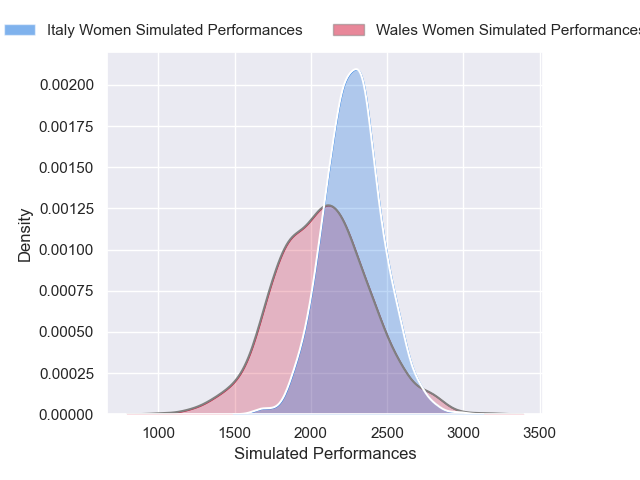 Italy Women Simulated Performances Wales Women Simulated Performances
0.00200
0.00175
0.00150
0.00125
0.00100
0.00075
0.00050
0.00025
0.00000
Density
1000 1500 2000 2500 3000 3500
Simulated Performances